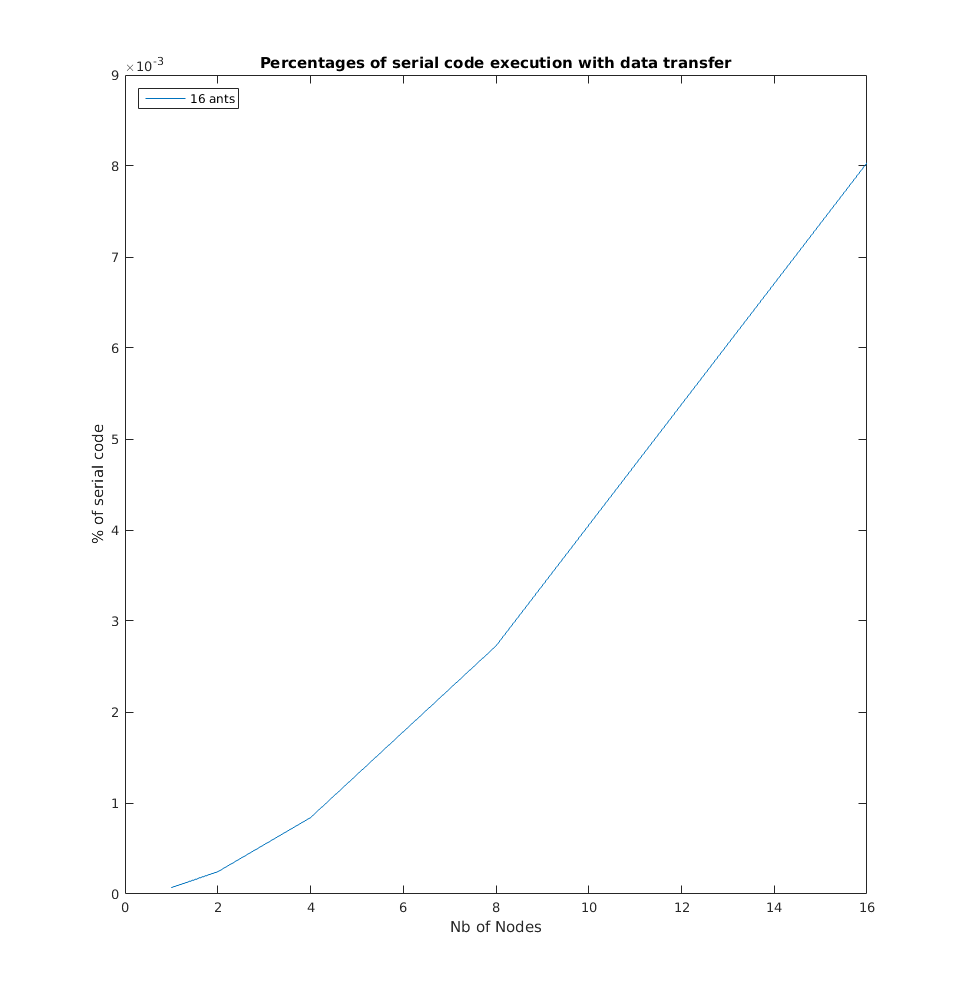 Percentages of serial code execution with data transfer
×10⁻³
16 ants
9
8
7
6
5
4
3
2
1
0
% of serial code
0 2 4 6 8 10 12 14 16
Nb of Nodes